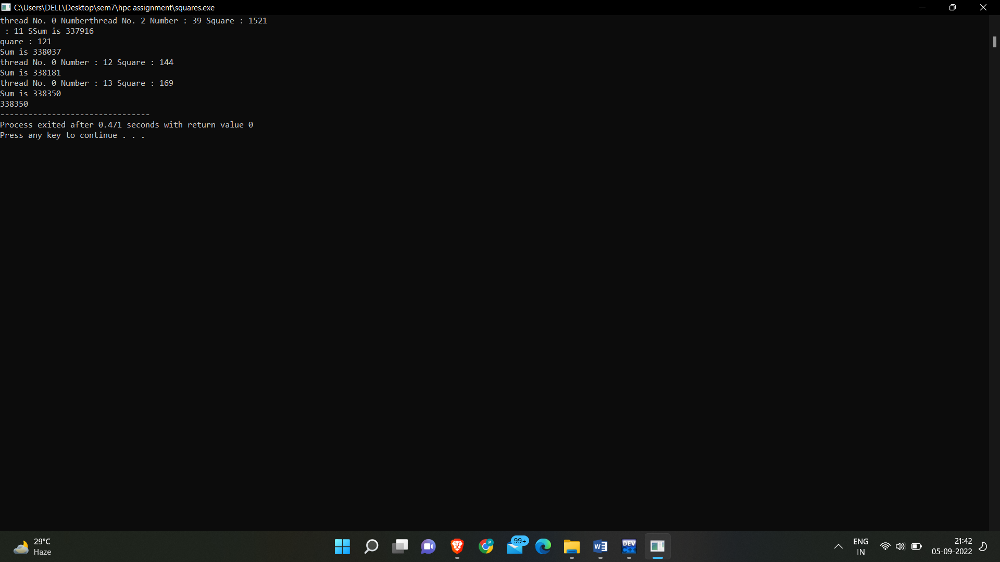 C:\Users\DELL\Desktop\sem7\hpc assignment\squares.exe
thread No. 0 Numberthread No. 2 Number : 39 Square : 1521
 : 11 SSum is 337916
quare : 121
Sum is 338037
thread No. 0 Number : 12 Square : 144
Sum is 338181
thread No. 0 Number : 13 Square : 169
Sum is 338350
338350
--------------------------------
Process exited after 0.471 seconds with return value 0
Press any key to continue . . .
29°C
Haze
P
99+
W
DEV
C++
ENG
IN
21:42
05-09-2022